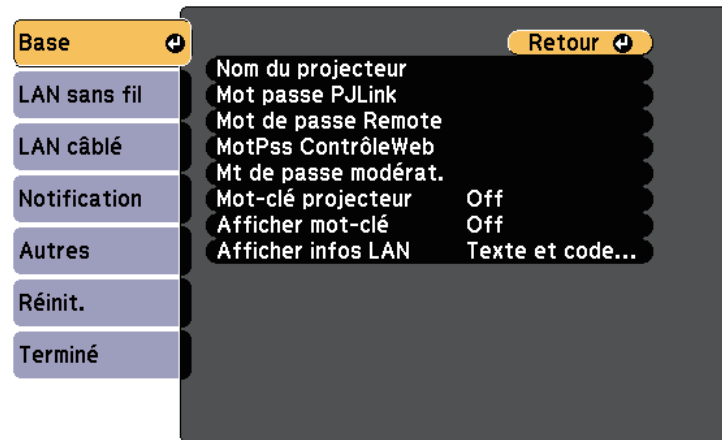 Base
LAN sans fil
LAN câblé
Notification
Autres
Réinit.
Terminé
Retour
Nom du projecteur
Mot passe PJLink
Mot de passe Remote
MotPss ContrôleWeb
Mt de passe modérat.
Mot-clé projecteur Off
Afficher mot-clé Off
Afficher infos LAN Texte et code...